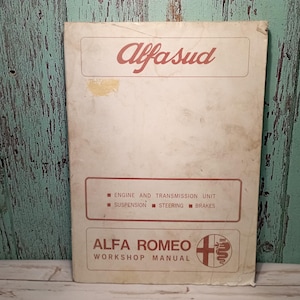 Alfasud
■ ENGINE AND TRANSMISSION UNIT
■ SUSPENSION ■ STEERING ■ BRAKES
ALFA ROMEO
WORKSHOP MANUAL